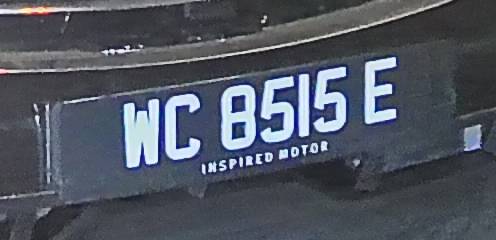 WC 8515 E
INSPIRED MOTOR